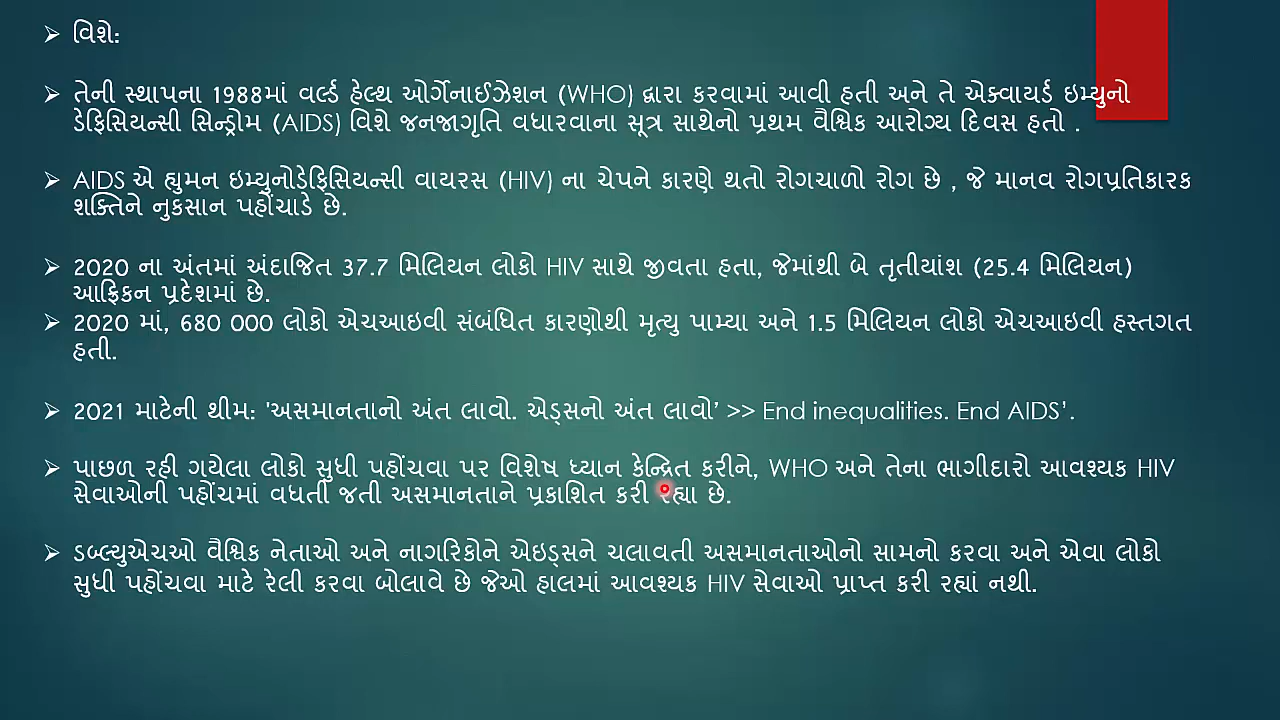 ➢ વિશે:
➢ તેની સ્થાપના 1988માં વર્લ્ડ હેલ્થ ઓર્ગેનાઈઝેશન (WHO) દ્વારા કરવામાં આવી હતી અને તે એક્વાયર્ડ ઇમ્યુનો
ડેફિસિયન્સી સિન્ડ્રોમ (AIDS) વિશે જનજાગૃતિ વધારવાના સૂત્ર સાથેનો પ્રથમ વૈશ્વિક આરોગ્ય દિવસ હતો .
➢ AIDS એ હ્યુમન ઇમ્યુનોડેફિસિયન્સી વાયરસ (HIV) ના ચેપને કારણે થતો રોગચાળો રોગ છે , જે માનવ રોગપ્રતિકારક
શક્તિને નુકસાન પહોંચાડે છે.
➢ 2020 ના અંતમાં અંદાજિત 37.7 મિલિયન લોકો HIV સાથે જીવતા હતા, જેમાંથી બે તૃતીયાંશ (25.4 મિલિયન)
આફ્રિકન પ્રદેશમાં છે.
➢ 2020 માં, 680 000 લોકો એચઆઇવી સંબંધિત કારણોથી મૃત્યુ પામ્યા અને 1.5 મિલિયન લોકો એચઆઇવી હસ્તગત
હતી.
➢ 2021 માટેની થીમ: 'અસમાનતાનો અંત લાવો. એડ્સનો અંત લાવો' >> End inequalities. End AIDS'.
➢ પાછળ રહી ગયેલા લોકો સુધી પહોંચવા પર વિશેષ ધ્યાન કેન્દ્રિત કરીને, WHO અને તેના ભાગીદારો આવશ્યક HIV
સેવાઓની પહોંચમાં વધતી જતી અસમાનતાને પ્રકાશિત કરી રહ્યા છે.
➢ ડબ્લ્યુએચઓ વૈશ્વિક નેતાઓ અને નાગરિકોને એઇડ્સને ચલાવતી અસમાનતાઓનો સામનો કરવા અને એવા લોકો
સુધી પહોંચવા માટે રેલી કરવા બોલાવે છે જેઓ હાલમાં આવશ્યક HIV સેવાઓ પ્રાપ્ત કરી રહ્યાં નથી.